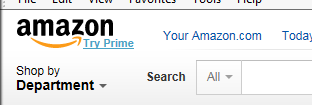 File Edit View Favorites Tools Help
amazon
Try Prime
Your Amazon.com Today
Shop by
Department
Search All